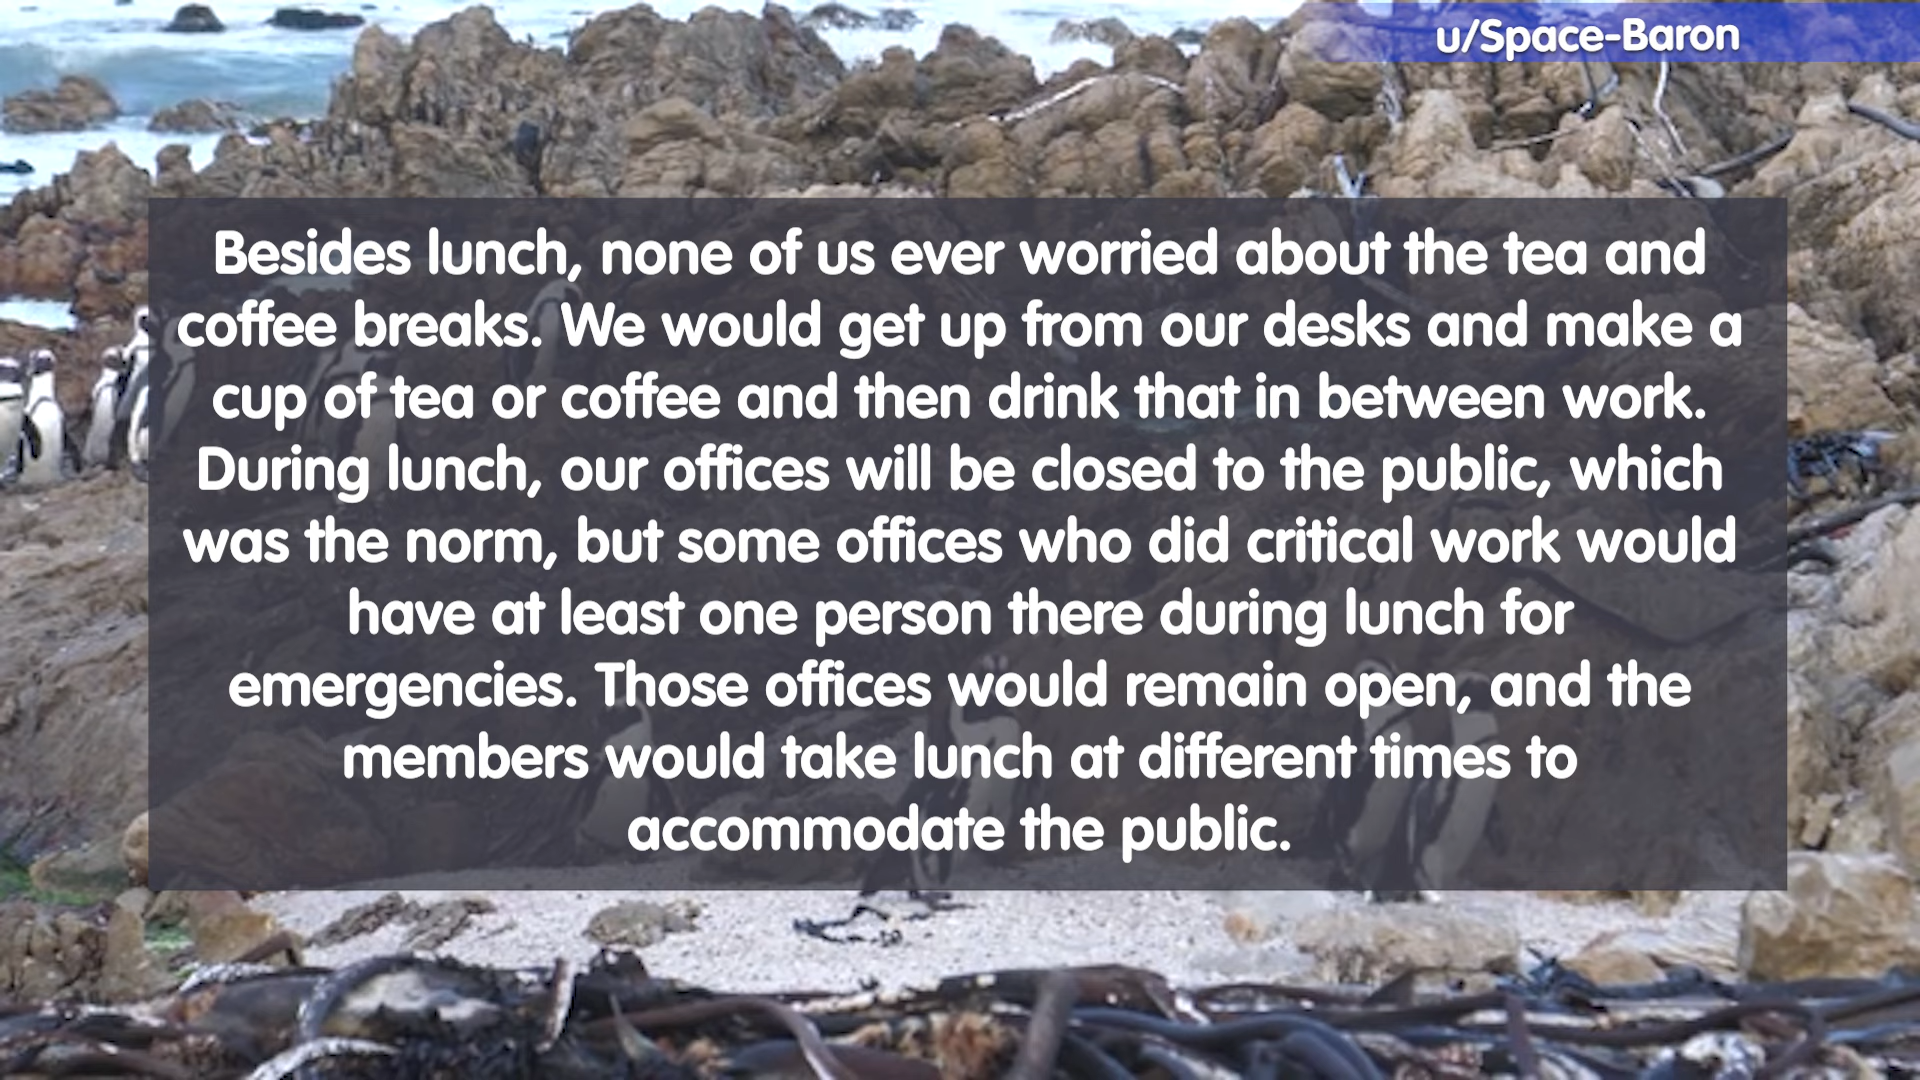 u/Space-Baron
Besides lunch, none of us ever worried about the tea and
coffee breaks. We would get up from our desks and make a
cup of tea or coffee and then drink that in between work.
During lunch, our offices will be closed to the public, which
was the norm, but some offices who did critical work would
have at least one person there during lunch for
emergencies. Those offices would remain open, and the
members would take lunch at different times to
accommodate the public.